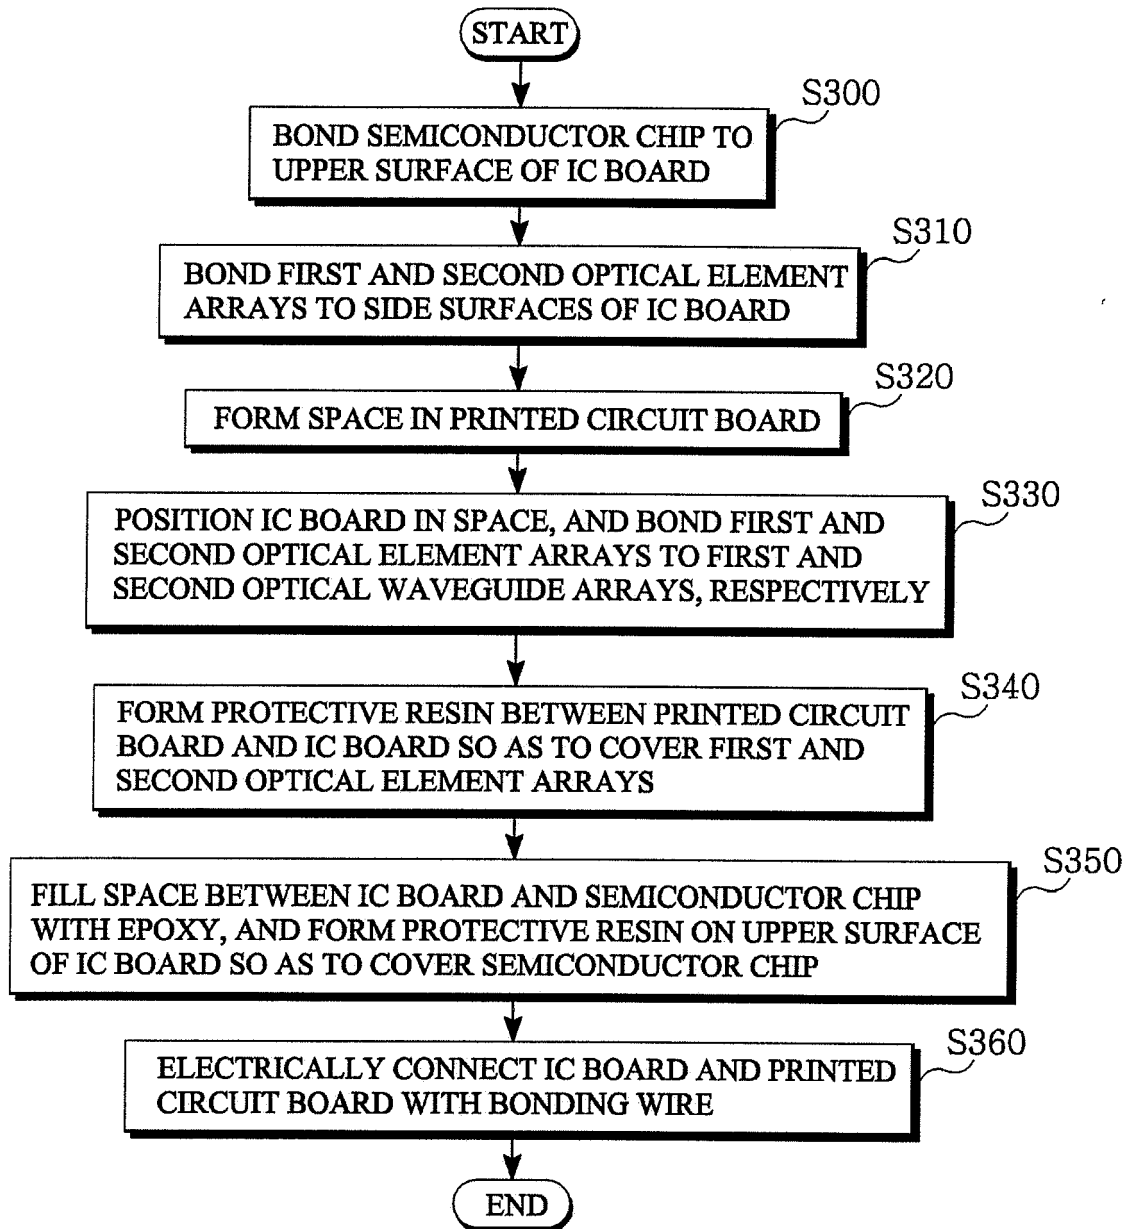 START
S300
BOND SEMICONDUCTOR CHIP TO
UPPER SURFACE OF IC BOARD
S310
BOND FIRST AND SECOND OPTICAL ELEMENT
ARRAYS TO SIDE SURFACES OF IC BOARD
S320
FORM SPACE IN PRINTED CIRCUIT BOARD
S330
POSITION IC BOARD IN SPACE, AND BOND FIRST AND
SECOND OPTICAL ELEMENT ARRAYS TO FIRST AND
SECOND OPTICAL WAVEGUIDE ARRAYS, RESPECTIVELY
S340
FORM PROTECTIVE RESIN BETWEEN PRINTED CIRCUIT
BOARD AND IC BOARD SO AS TO COVER FIRST AND
SECOND OPTICAL ELEMENT ARRAYS
S350
FILL SPACE BETWEEN IC BOARD AND SEMICONDUCTOR CHIP
WITH EPOXY, AND FORM PROTECTIVE RESIN ON UPPER SURFACE
OF IC BOARD SO AS TO COVER SEMICONDUCTOR CHIP
S360
ELECTRICALLY CONNECT IC BOARD AND PRINTED
CIRCUIT BOARD WITH BONDING WIRE
END